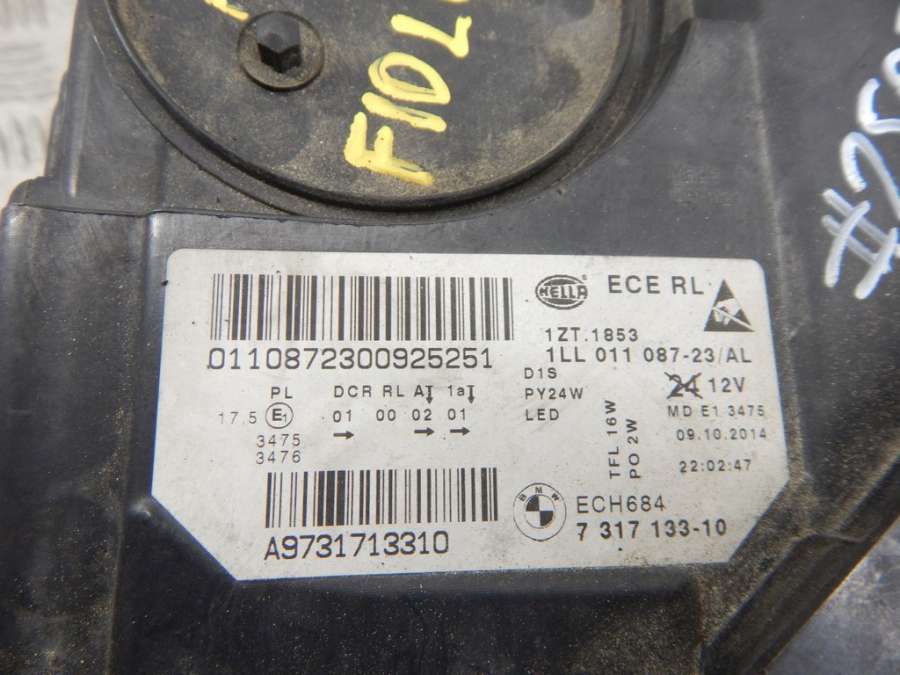 F10L
#250
HELLA ECE RL
0110872300925251
1ZT.1853
1LL 011 087-23/AL
D1S 24 12V
PL DCR RL A 1a PY24W
17,5 E1 01 00 02 01 LED MD E1 3475
3475 TFL 16W 09.10.2014
3476 PO 2W 22:02:47
A9731713310
BMW ECH684
7 317 133-10